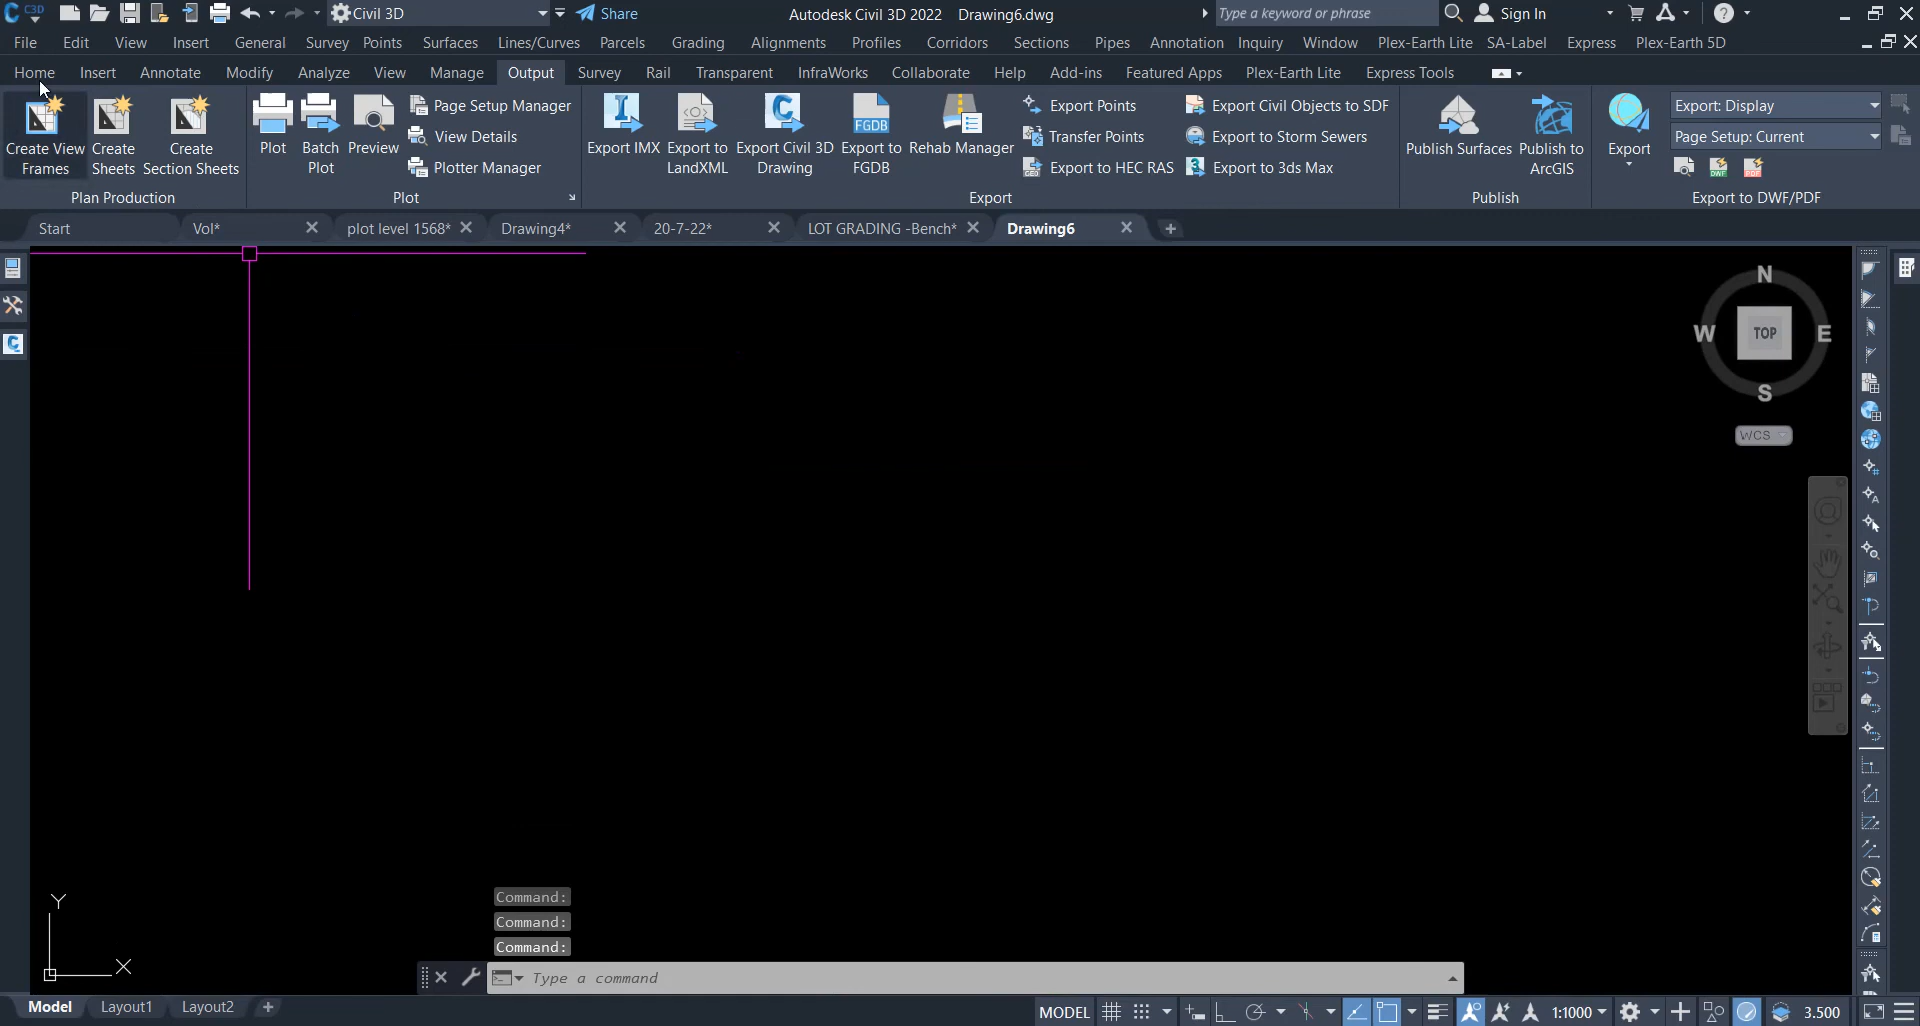 C3D Civil 3D Share Autodesk Civil 3D 2022 Drawing6.dwg Type a keyword or phrase Sign In
File Edit View Insert General Survey Points Surfaces Lines/Curves Parcels Grading Alignments Profiles Corridors Sections Pipes Annotation Inquiry Window Plex-Earth Lite SA-Label Express Plex-Earth 5D
Home Insert Annotate Modify Analyze View Manage Output Survey Rail Transparent InfraWorks Collaborate Help Add-ins Featured Apps Plex-Earth Lite Express Tools
Create View Frames
Create Sheets
Create Section Sheets
Plan Production
Plot
Batch Plot
Preview
Page Setup Manager
View Details
Plotter Manager
Plot
Export IMX
Export to LandXML
Export Civil 3D Drawing
FGDB
Export to FGDB
Rehab Manager
Export Points
Transfer Points
Export to HEC RAS
Export Civil Objects to SDF
Export to Storm Sewers
Export to 3ds Max
Export
Publish Surfaces
Publish to ArcGIS
Publish
Export
Export: Display
Page Setup: Current
DWF PDF
Export to DWF/PDF
Start Vol* plot level 1568* Drawing4* 20-7-22* LOT GRADING -Bench* Drawing6
N
W TOP E
S
WCS
Command:
Command:
Command:
Type a command
Y
X
Model Layout1 Layout2 MODEL 1:1000 3.500